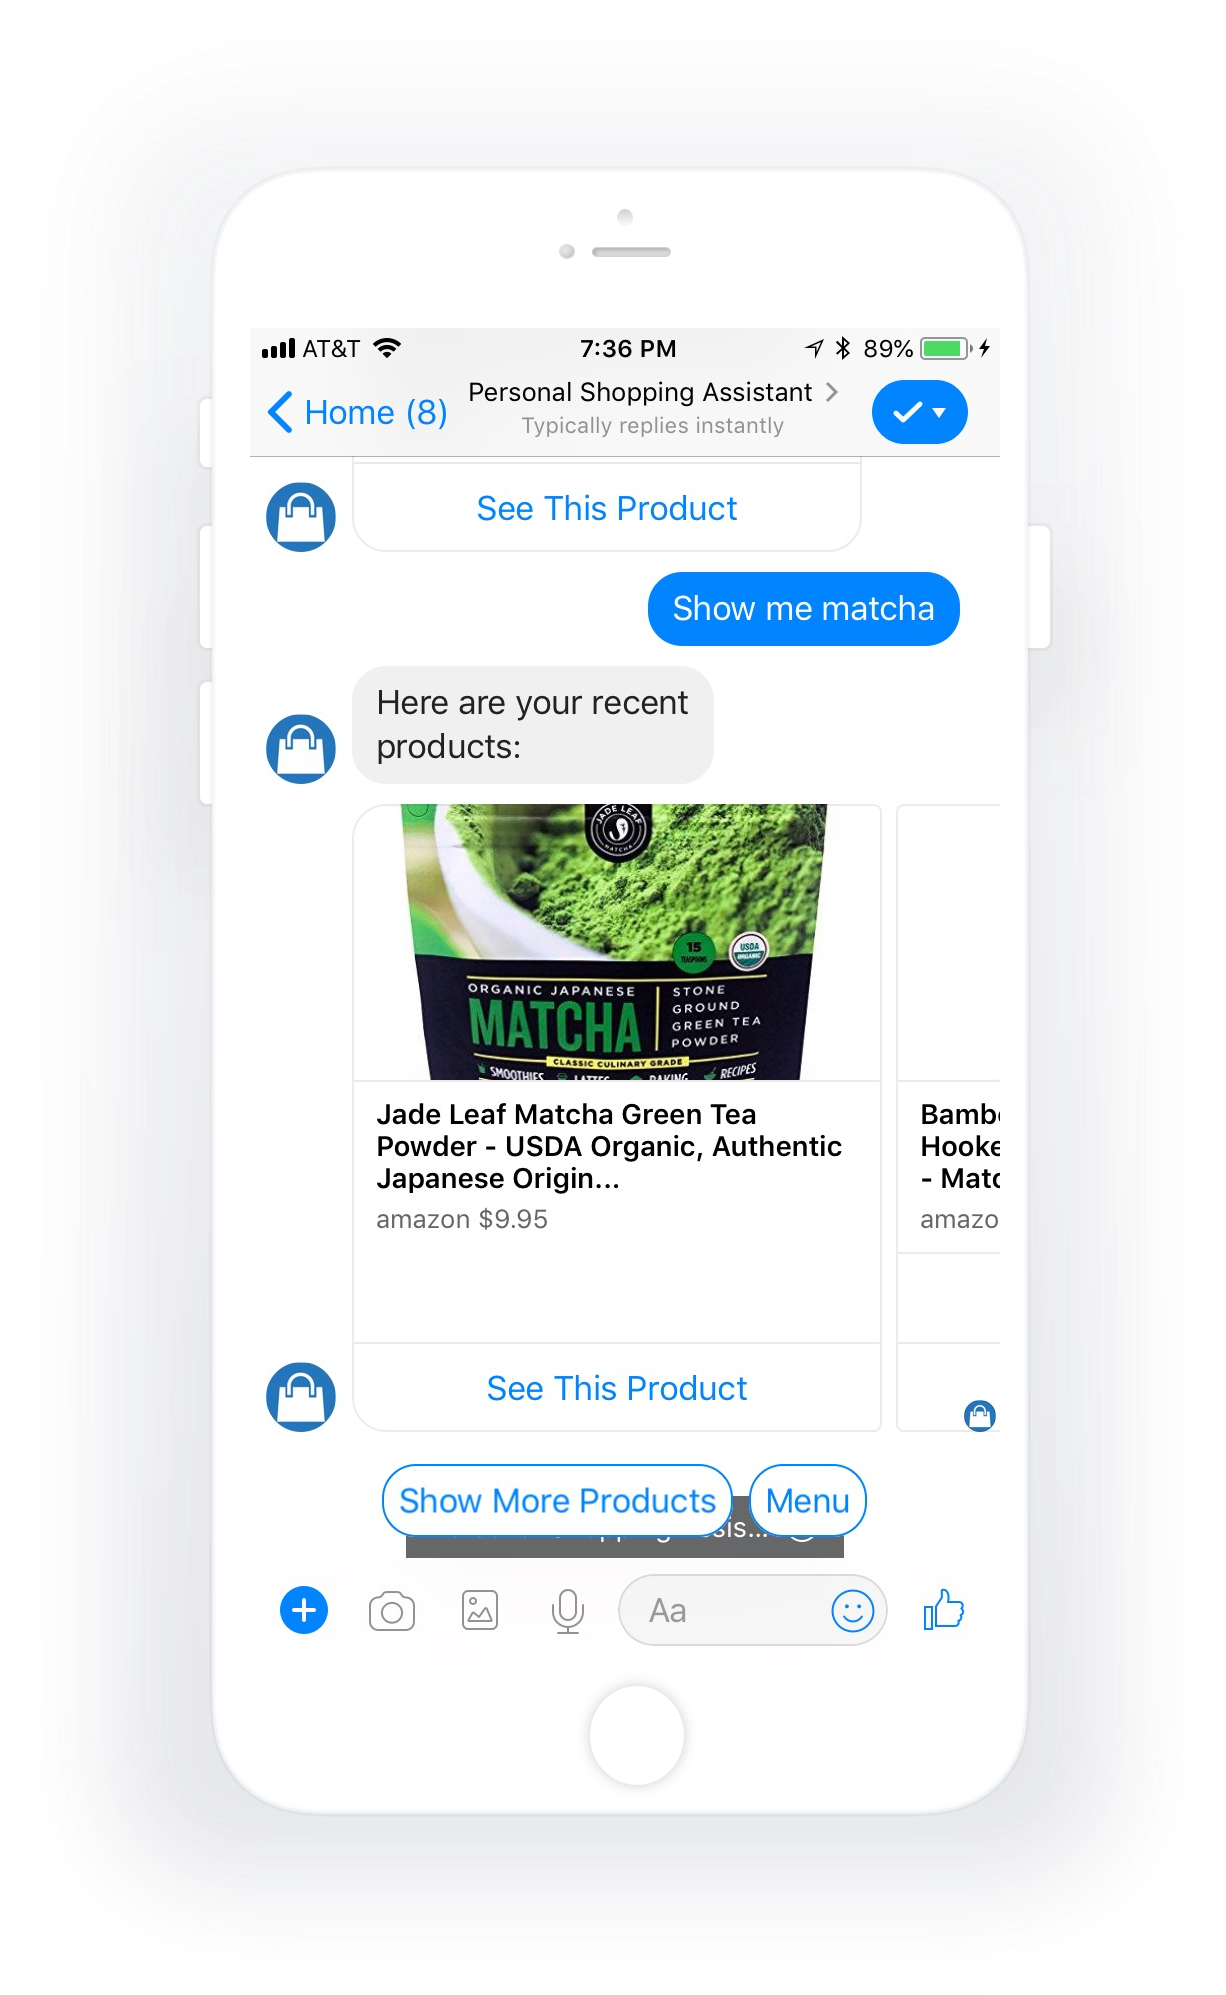 AT&T 7:36 PM 89%
Home (8) Personal Shopping Assistant
Typically replies instantly
See This Product
Show me matcha
Here are your recent
products:
JADE LEAF
MATCHA
15
TEASPOONS
USDA
ORGANIC
ORGANIC JAPANESE
MATCHA
STONE
GROUND
GREEN TEA
POWDER
CLASSIC CULINARY GRADE
SMOOTHIES LATTES BAKING RECIPES
Jade Leaf Matcha Green Tea
Powder - USDA Organic, Authentic
Japanese Origin...
amazon $9.95
See This Product
Bamb
Hooke
- Matc
amazo
Show More Products
Menu
Aa